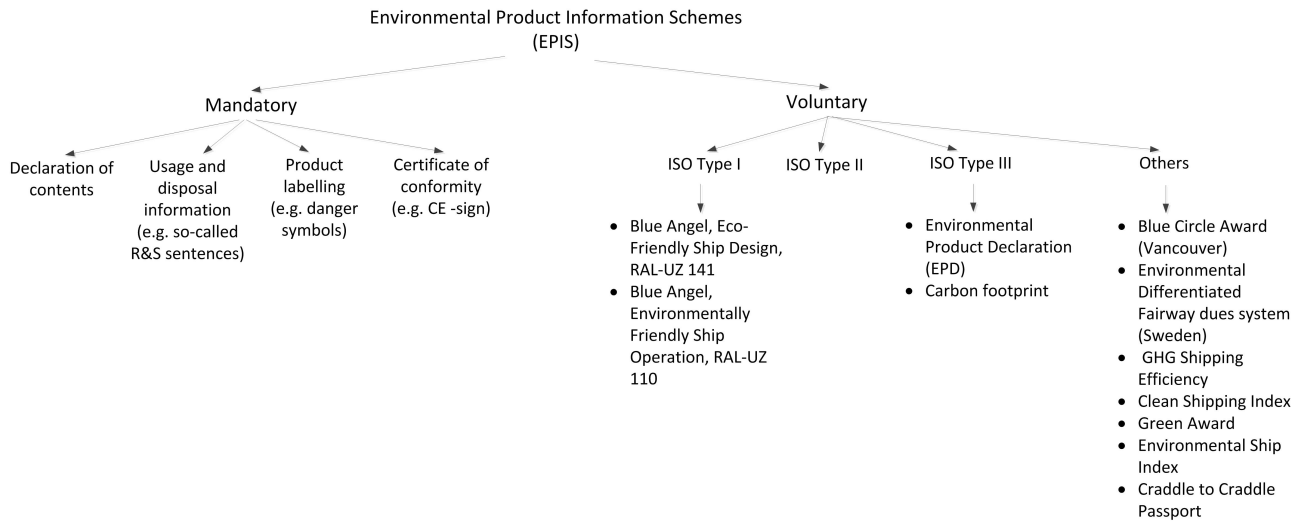 Environmental Product Information Schemes
(EPIS)
Mandatory
Voluntary
Declaration of
contents
Usage and
disposal
information
(e.g. so-called
R&S sentences)
Product
labelling
(e.g. danger
symbols)
Certificate of
conformity
(e.g. CE -sign)
ISO Type I
ISO Type II
ISO Type III
Others
• Blue Angel, Eco-
Friendly Ship Design,
RAL-UZ 141
• Blue Angel,
Environmentally
Friendly Ship
Operation, RAL-UZ
110
• Environmental
Product Declaration
(EPD)
• Carbon footprint
• Blue Circle Award
(Vancouver)
• Environmental
Differentiated
Fairway dues system
(Sweden)
• GHG Shipping
Efficiency
• Clean Shipping Index
• Green Award
• Environmental Ship
Index
• Craddle to Craddle
Passport